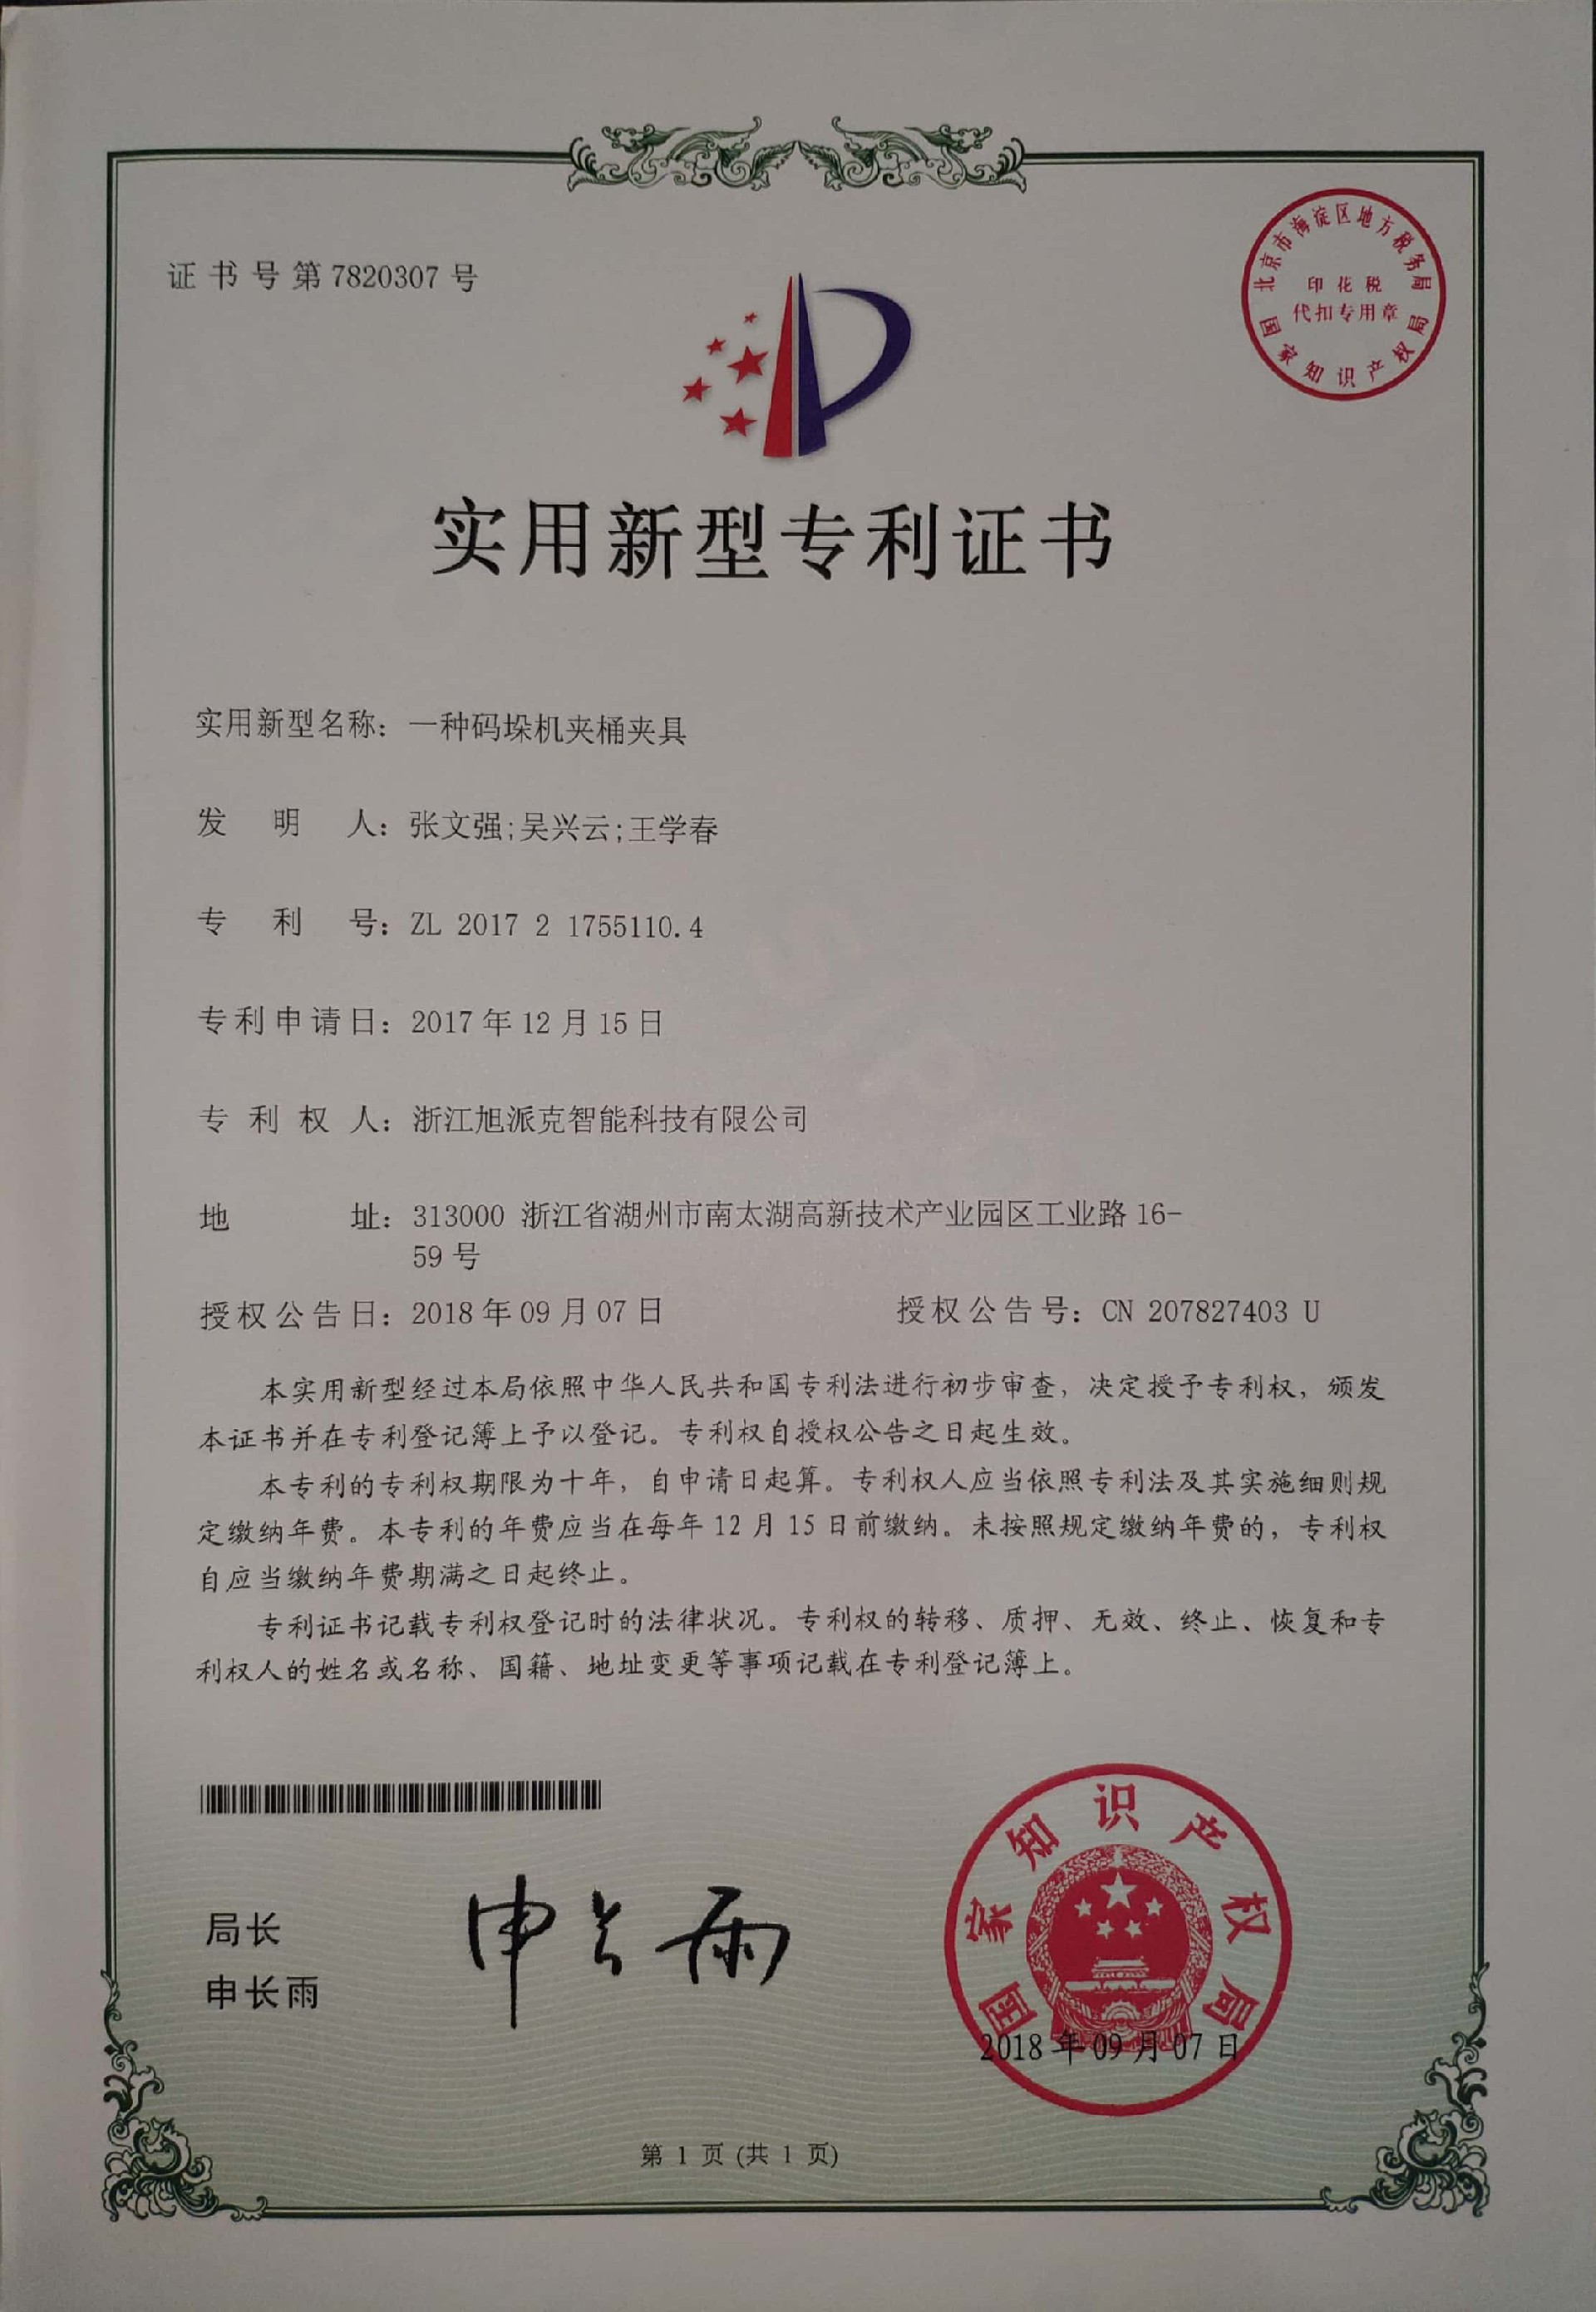 证书号第7820307号
北京市海淀区地方税务局
印花税
代扣专用章
国家知识产权局
实用新型专利证书
实用新型名称：一种码垛机夹桶夹具
发明人：张文强;吴兴云;王学春
专利号：ZL 2017 2 1755110.4
专利申请日：2017年12月15日
专利权人：浙江旭派克智能科技有限公司
地址：313000 浙江省湖州市南太湖高新技术产业园区工业路16-
59号
授权公告日：2018年09月07日 授权公告号：CN 207827403 U
本实用新型经过本局依照中华人民共和国专利法进行初步审查，决定授予专利权，颁发
本证书并在专利登记簿上予以登记。专利权自授权公告之日起生效。
本专利的专利权期限为十年，自申请日起算。专利权人应当依照专利法及其实施细则规
定缴纳年费。本专利的年费应当在每年12月15日前缴纳。未按照规定缴纳年费的，专利权
自应当缴纳年费期满之日起终止。
专利证书记载专利权登记时的法律状况。专利权的转移、质押、无效、终止、恢复和专
利权人的姓名或名称、国籍、地址变更等事项记载在专利登记簿上。
局长
申长雨
申长雨
国家知识产权局
2018年09月07日
第 1 页 (共 1 页)